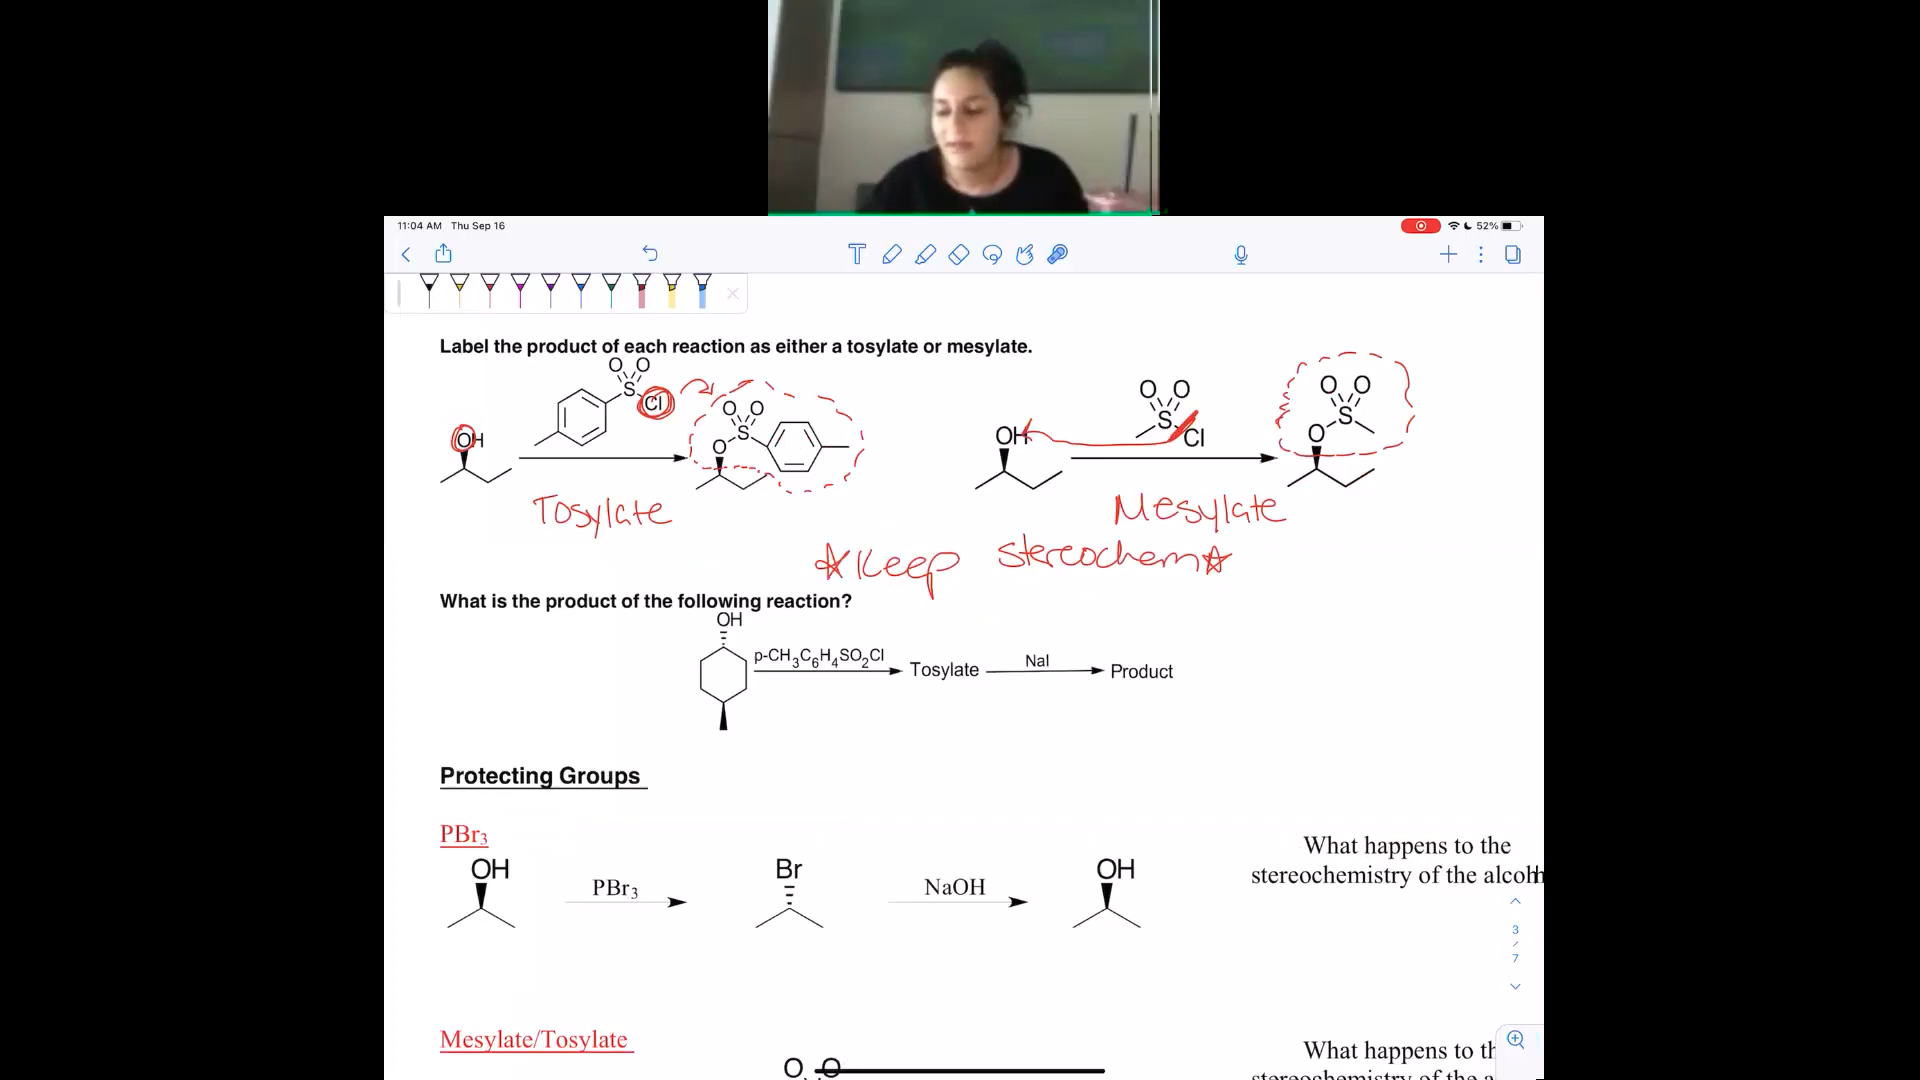 11:04 AM Thu Sep 16
52%
T
Label the product of each reaction as either a tosylate or mesylate.
O O
S
Cl
OH
O O
S
O
O O
S
Cl
OH
O O
S
O
Tosylate
Mesylate
Keep stereochem
What is the product of the following reaction?
OH
p-CH3C6H4SO2Cl
Tosylate
NaI
Product
Protecting Groups
PBr3
OH
PBr3
Br
NaOH
OH
What happens to the
stereochemistry of the alcoh
3
/
7
Mesylate/Tosylate
O O
What happens to th
stereochemistry of the a